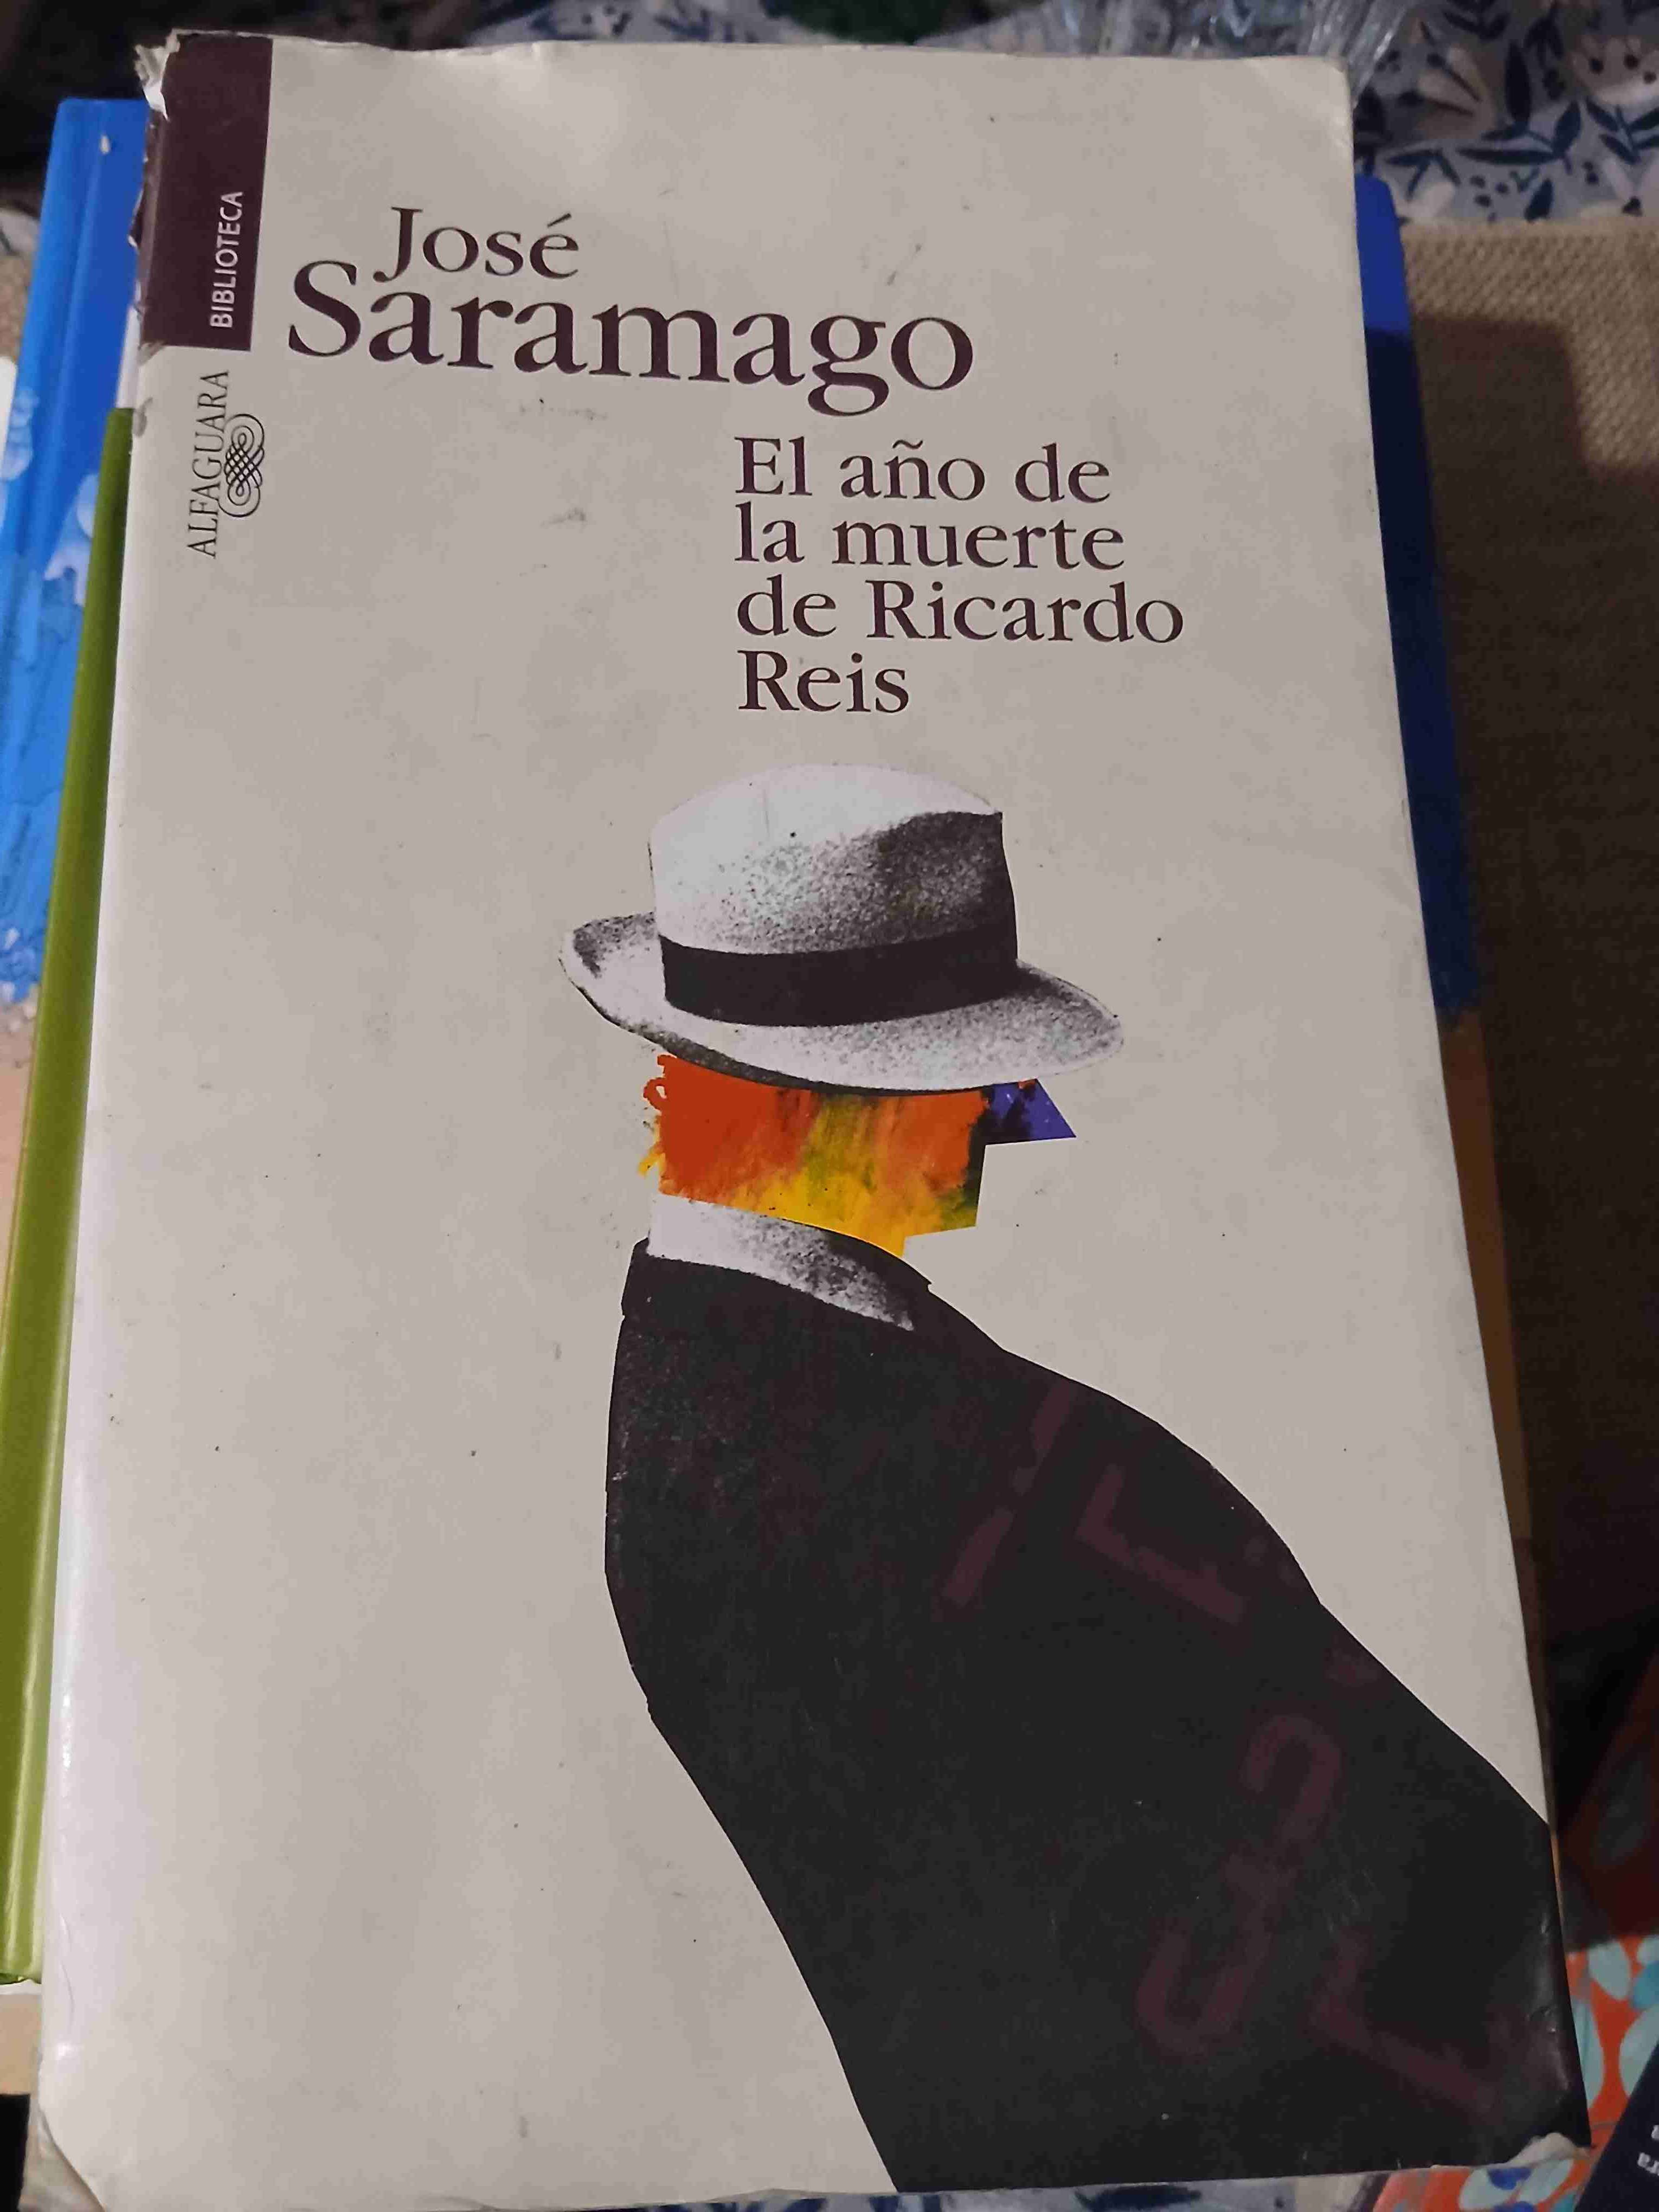 BIBLIOTECA
ALFAGUARA
José
Saramago
El año de
la muerte
de Ricardo
Reis